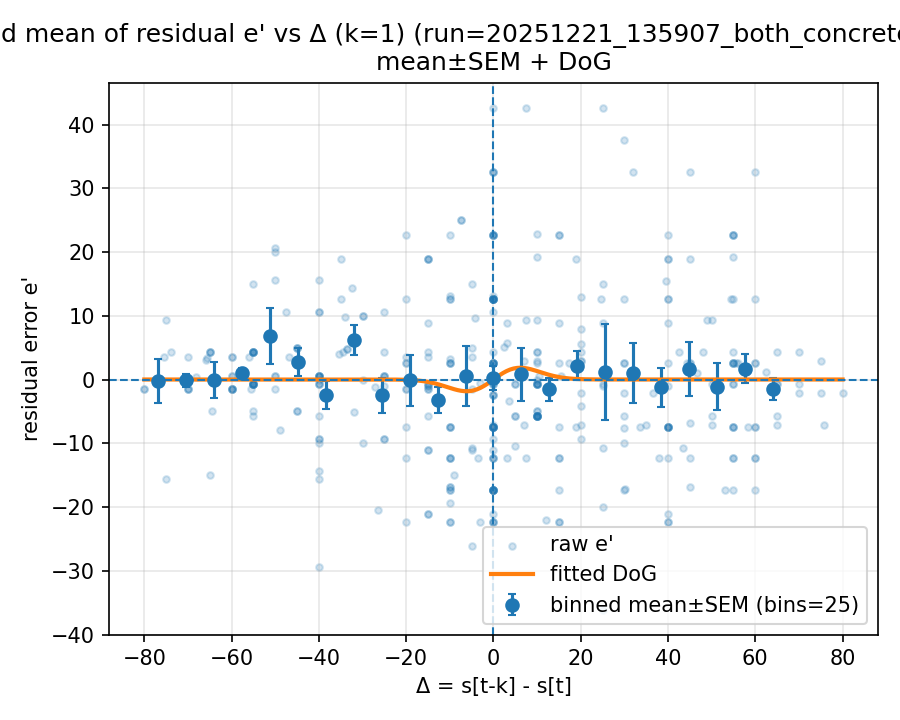 d mean of residual e' vs Δ (k=1) (run=20251221_135907_both_concrete
mean±SEM + DoG
residual error e'
40
30
20
10
0
−10
−20
−30
−40
raw e'
fitted DoG
binned mean±SEM (bins=25)
−80 −60 −40 −20 0 20 40 60 80
Δ = s[t-k] - s[t]